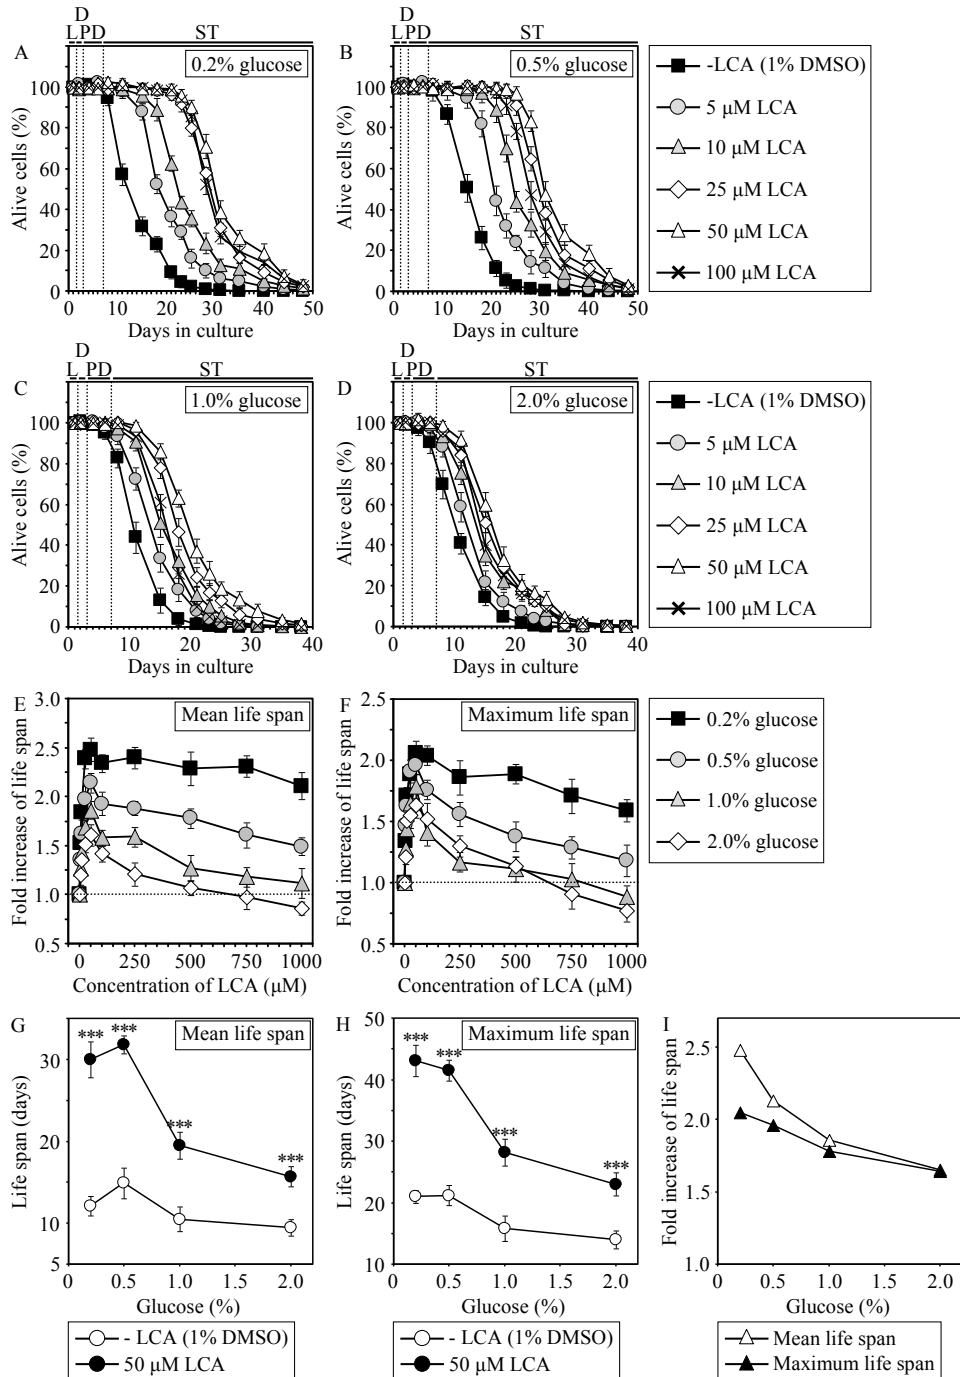 D
L PD ST
A
0.2% glucose
Alive cells (%)
100
80
60
40
20
0
0 10 20 30 40 50
Days in culture
D
L PD ST
B
0.5% glucose
Alive cells (%)
100
80
60
40
20
0
0 10 20 30 40 50
Days in culture
-LCA (1% DMSO)
5 µM LCA
10 µM LCA
25 µM LCA
50 µM LCA
100 µM LCA
D
L PD ST
C
1.0% glucose
Alive cells (%)
100
80
60
40
20
0
0 10 20 30 40
Days in culture
D
L PD ST
D
2.0% glucose
Alive cells (%)
100
80
60
40
20
0
0 10 20 30 40
Days in culture
-LCA (1% DMSO)
5 µM LCA
10 µM LCA
25 µM LCA
50 µM LCA
100 µM LCA
E
Mean life span
Fold increase of life span
3.0
2.5
2.0
1.5
1.0
0.5
0 250 500 750 1000
Concentration of LCA (µM)
F
Maximum life span
Fold increase of life span
2.5
2.0
1.5
1.0
0.5
0 250 500 750 1000
Concentration of LCA (µM)
0.2% glucose
0.5% glucose
1.0% glucose
2.0% glucose
G
Mean life span
Life span (days)
30
20
10
5
*** *** *** ***
0 0.5 1.0 1.5 2.0
Glucose (%)
- LCA (1% DMSO)
50 µM LCA
H
Maximum life span
Life span (days)
50
40
30
20
10
*** *** *** ***
0 0.5 1.0 1.5 2.0
Glucose (%)
- LCA (1% DMSO)
50 µM LCA
I
Fold increase of life span
2.5
2.0
1.5
1.0
0 0.5 1.0 1.5 2.0
Glucose (%)
Mean life span
Maximum life span